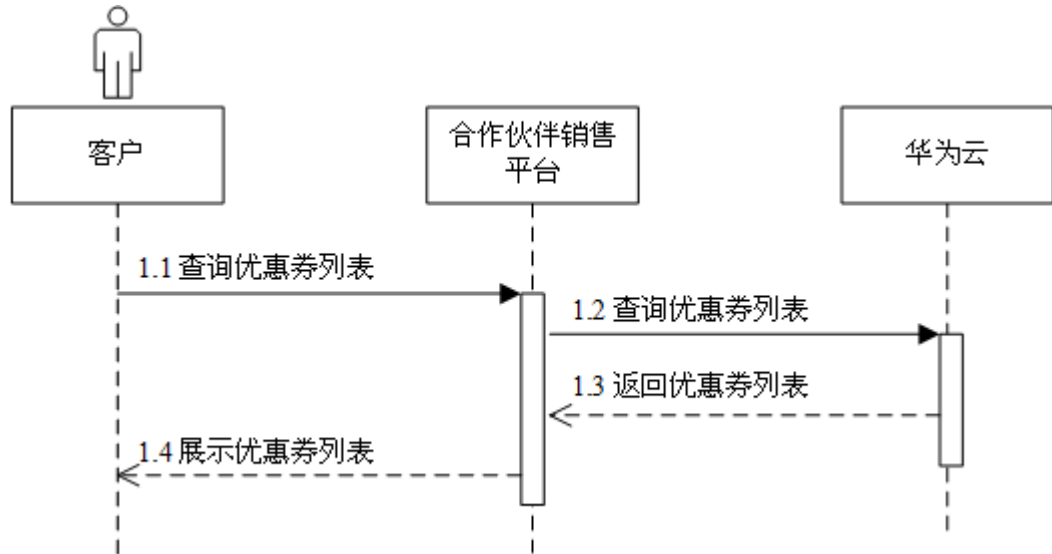 客户
合作伙伴销售
平台
华为云
1.1 查询优惠券列表
1.2 查询优惠券列表
1.3 返回优惠券列表
1.4 展示优惠券列表